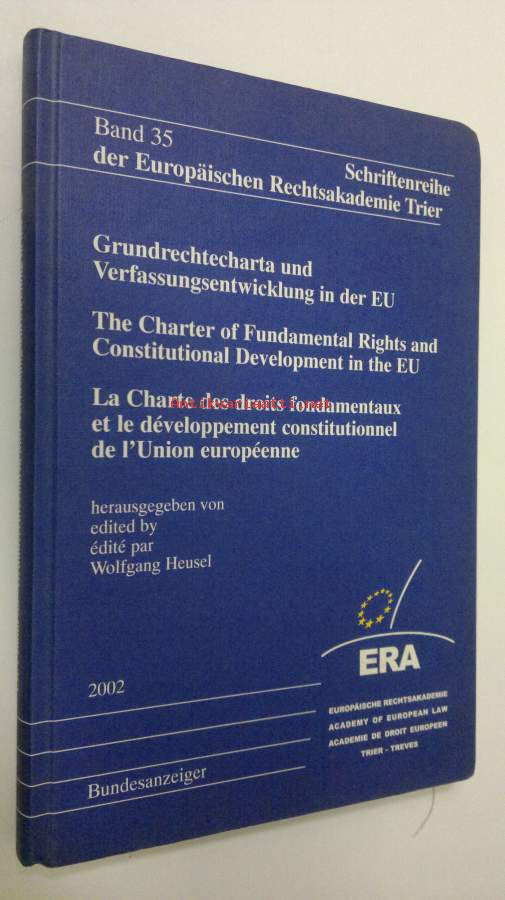 Band 35
Schriftenreihe
der Europäischen Rechtsakademie Trier
Grundrechtecharta und
Verfassungsentwicklung in der EU
The Charter of Fundamental Rights and
Constitutional Development in the EU
La Charte des droits fondamentaux
et le développement constitutionnel
de l'Union européenne
herausgegeben von
edited by
édité par
Wolfgang Heusel
ERA
EUROPÄISCHE RECHTSAKADEMIE
ACADEMY OF EUROPEAN LAW
ACADEMIE DE DROIT EUROPEEN
TRIER - TREVES
2002
Bundesanzeiger